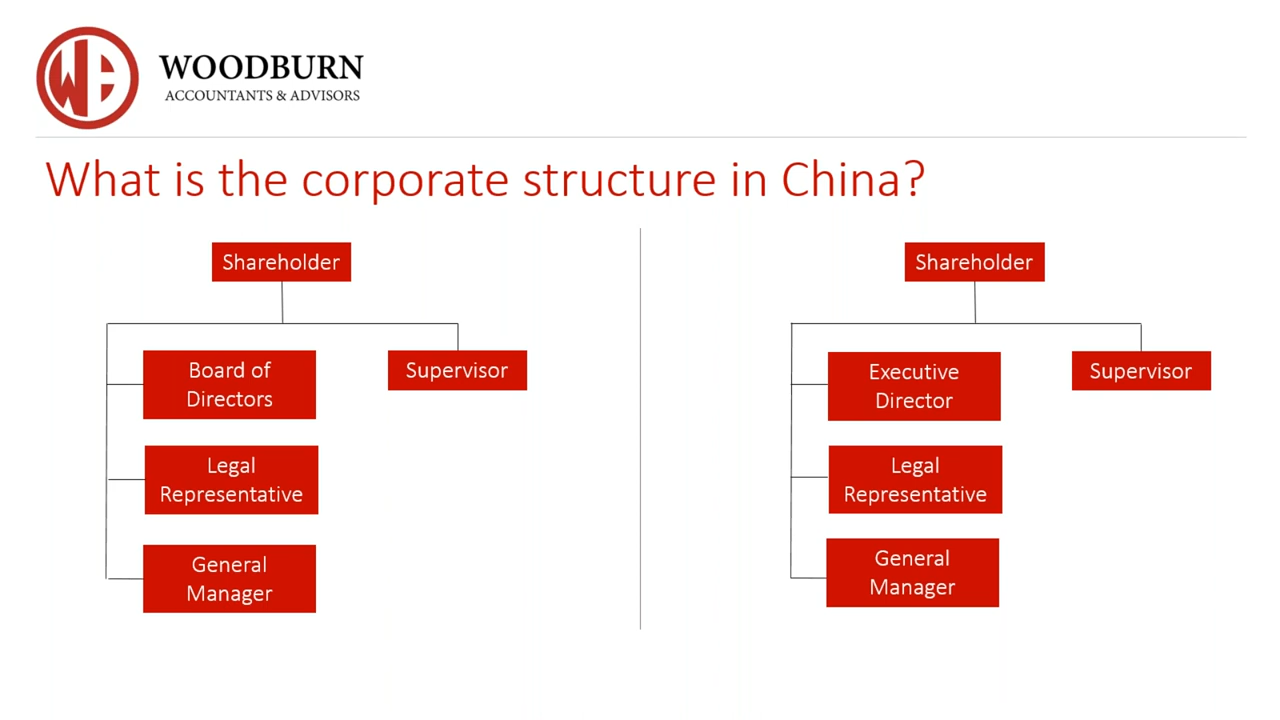 WOODBURN
ACCOUNTANTS & ADVISORS
What is the corporate structure in China?
Shareholder
Board of
Directors
Supervisor
Legal
Representative
General
Manager
Shareholder
Executive
Director
Supervisor
Legal
Representative
General
Manager